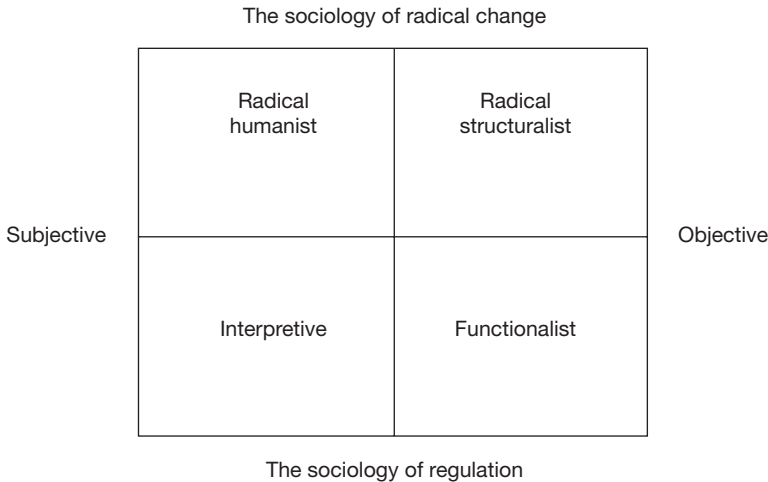 The sociology of radical change
Radical
humanist
Radical
structuralist
Subjective
Objective
Interpretive
Functionalist
The sociology of regulation